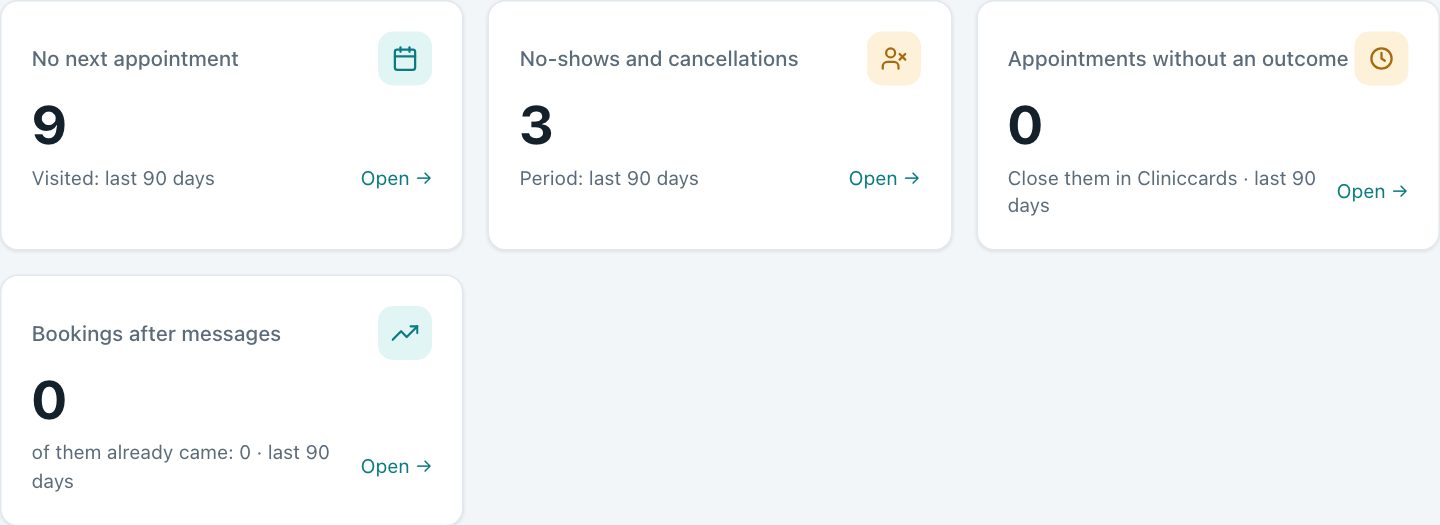 No next appointment
9
Visited: last 90 days
Open →
No-shows and cancellations
3
Period: last 90 days
Open →
Appointments without an outcome
0
Close them in Cliniccards · last 90
days
Open →
Bookings after messages
0
of them already came: 0 · last 90
days
Open →